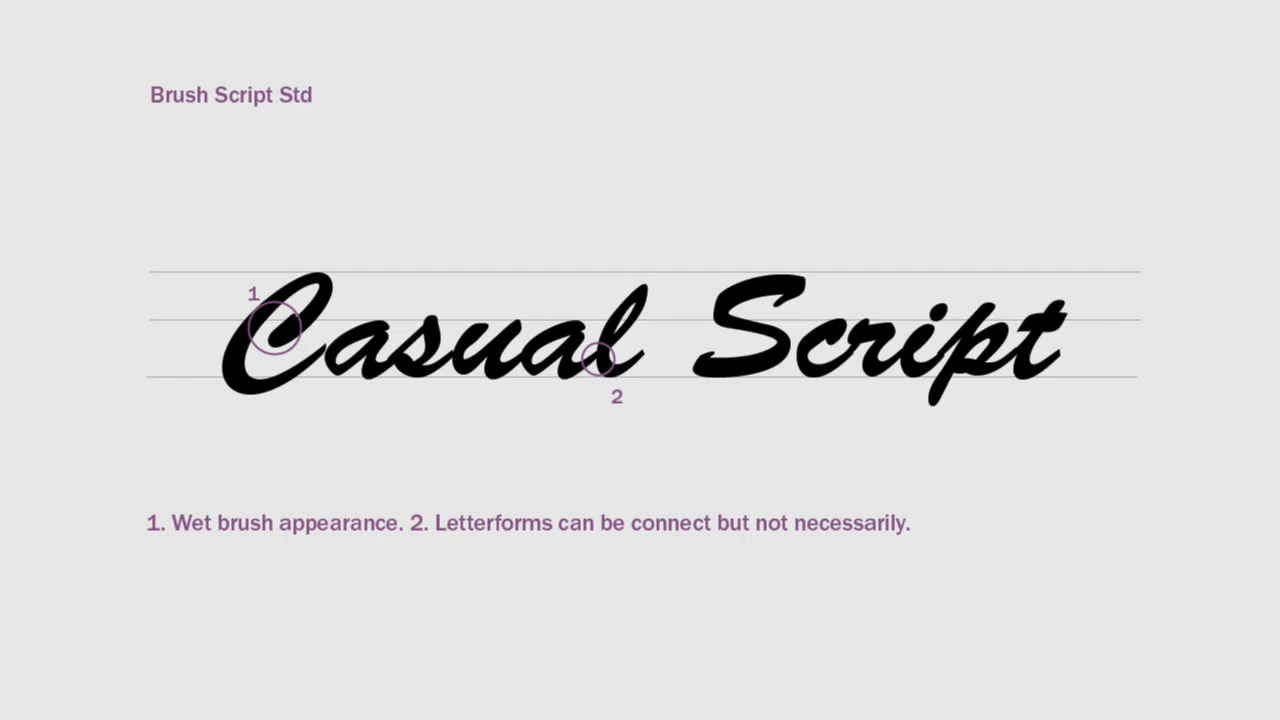 Brush Script Std
1
Casual Script
2
1. Wet brush appearance. 2. Letterforms can be connect but not necessarily.